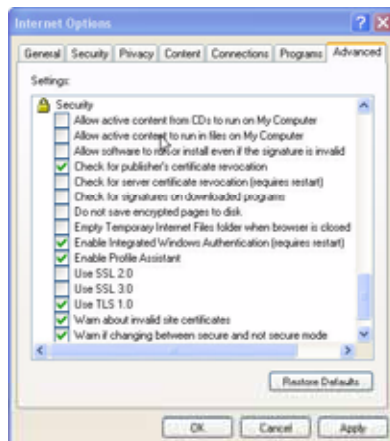 Internet Options
General Security Privacy Content Connections Programs Advanced
Settings:
Security
Allow active content from CDs to run on My Computer
Allow active content to run in files on My Computer
Allow software to run or install even if the signature is invalid
Check for publisher's certificate revocation
Check for server certificate revocation (requires restart)
Check for signatures on downloaded programs
Do not save encrypted pages to disk
Empty Temporary Internet Files folder when browser is closed
Enable Integrated Windows Authentication (requires restart)
Enable Profile Assistant
Use SSL 2.0
Use SSL 3.0
Use TLS 1.0
Warn about invalid site certificates
Warn if changing between secure and not secure mode
Restore Defaults
OK Cancel Apply